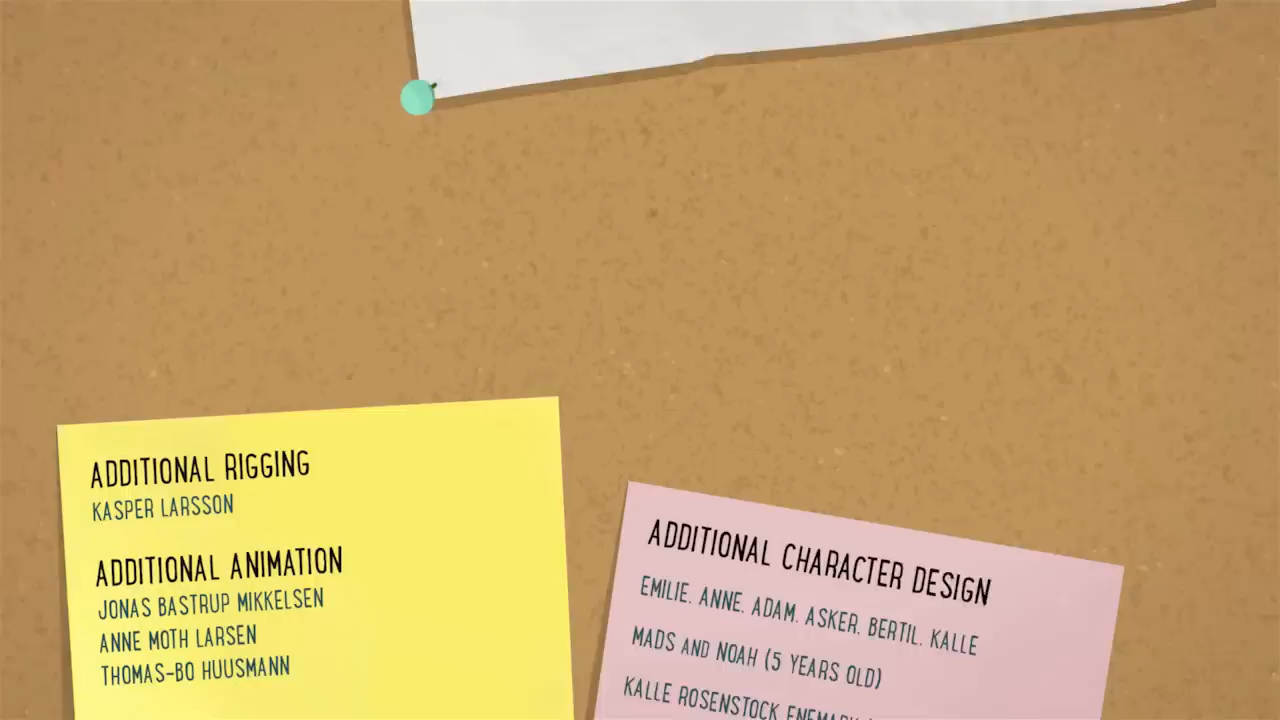 ADDITIONAL RIGGING
KASPER LARSSON
ADDITIONAL ANIMATION
JONAS BASTRUP MIKKELSEN
ANNE MOTH LARSEN
THOMAS-BO HUUSMANN
ADDITIONAL CHARACTER DESIGN
EMILIE, ANNE, ADAM, ASKER, BERTIL, KALLE
MADS AND NOAH (5 YEARS OLD)
KALLE ROSENSTOCK